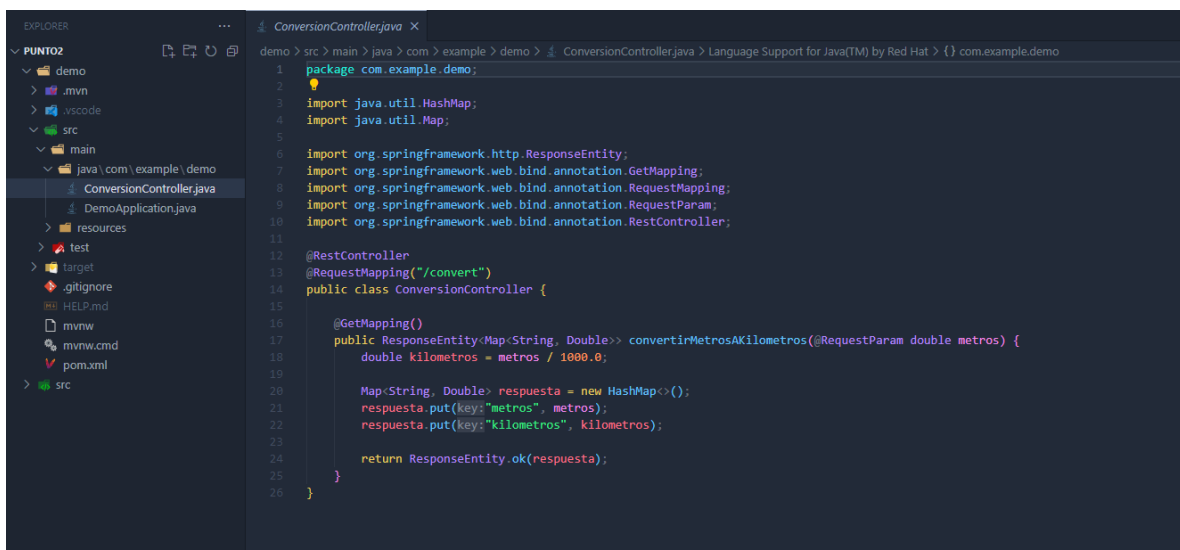 EXPLORER
PUNTO2
demo
.mvn
.vscode
src
main
java\com\example\demo
ConversionController.java
DemoApplication.java
resources
test
target
.gitignore
HELP.md
mvnw
mvnw.cmd
pom.xml
src
ConversionController.java
demo > src > main > java > com > example > demo > ConversionController.java > Language Support for Java(TM) by Red Hat > {} com.example.demo
1 package com.example.demo;
2
3 import java.util.HashMap;
4 import java.util.Map;
5
6 import org.springframework.http.ResponseEntity;
7 import org.springframework.web.bind.annotation.GetMapping;
8 import org.springframework.web.bind.annotation.RequestMapping;
9 import org.springframework.web.bind.annotation.RequestParam;
10 import org.springframework.web.bind.annotation.RestController;
11
12 @RestController
13 @RequestMapping("/convert")
14 public class ConversionController {
15
16 @GetMapping()
17 public ResponseEntity<Map<String, Double>> convertirMetrosAKilometros(@RequestParam double metros) {
18 double kilometros = metros / 1000.0;
19
20 Map<String, Double> respuesta = new HashMap<>();
21 respuesta.put(key:"metros", metros);
22 respuesta.put(key:"kilometros", kilometros);
23
24 return ResponseEntity.ok(respuesta);
25 }
26 }